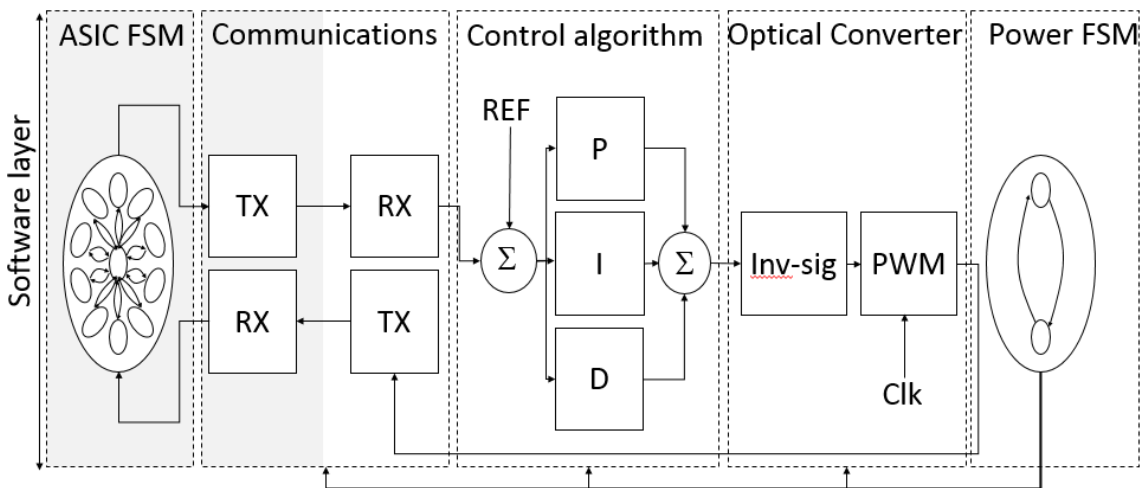 ASIC FSM
Communications
Control algorithm
Optical Converter
Power FSM
Software layer
REF
P
TX
RX
Σ
I
Σ
Inv-sig
PWM
RX
TX
D
Clk